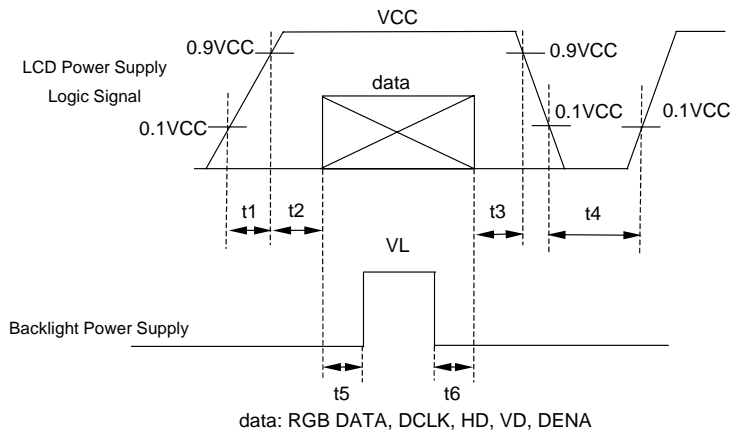 VCC
0.9VCC
0.9VCC
LCD Power Supply
Logic Signal
data
0.1VCC
0.1VCC
0.1VCC
t1
t2
t3
t4
VL
Backlight Power Supply
t5
t6
data: RGB DATA, DCLK, HD, VD, DENA